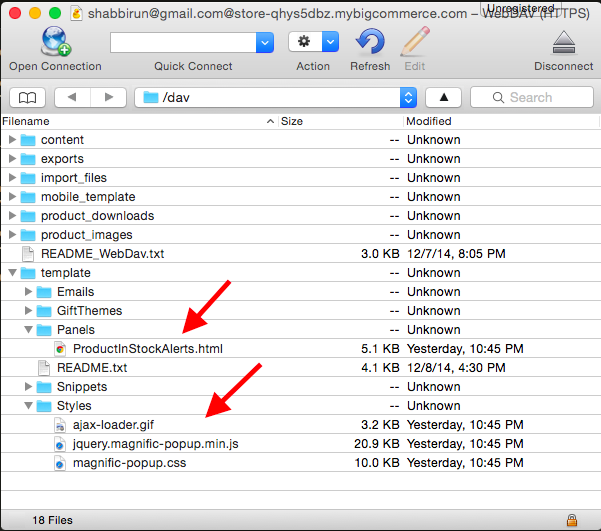 shabbirun@gmail.com@store-qhys5dbz.mybigcommerce.com – WebDAV (HTTPS)
Unregistered
Open Connection Quick Connect Action Refresh Edit Disconnect
/dav Search
Filename Size Modified
content -- Unknown
exports -- Unknown
import_files -- Unknown
mobile_template -- Unknown
product_downloads -- Unknown
product_images -- Unknown
README_WebDav.txt 3.0 KB 12/7/14, 8:05 PM
template -- Unknown
Emails -- Unknown
GiftThemes -- Unknown
Panels -- Unknown
ProductInStockAlerts.html 5.1 KB Yesterday, 10:45 PM
README.txt 4.1 KB 12/8/14, 4:30 PM
Snippets -- Unknown
Styles -- Unknown
ajax-loader.gif 3.2 KB Yesterday, 10:45 PM
jquery.magnific-popup.min.js 20.9 KB Yesterday, 10:45 PM
magnific-popup.css 10.0 KB Yesterday, 10:45 PM
18 Files